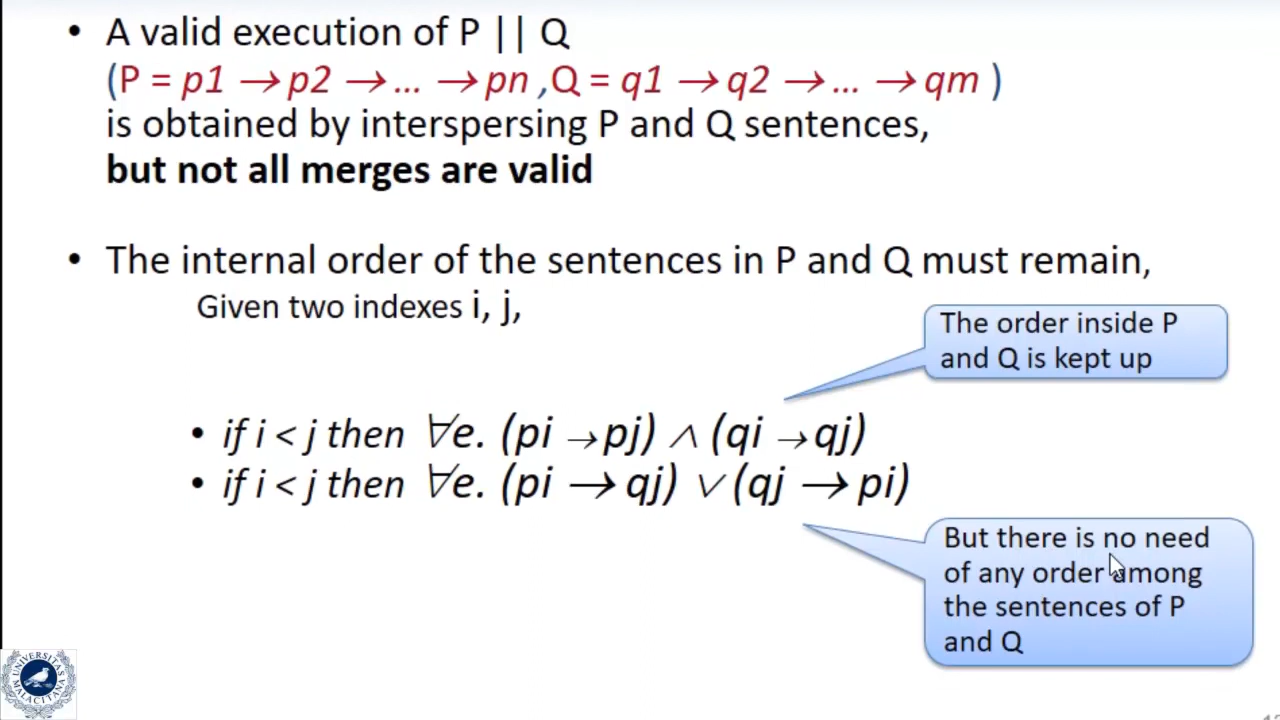 • A valid execution of P || Q
(P = p1 → p2 → … → pn ,Q = q1 → q2 → … → qm )
is obtained by interspersing P and Q sentences,
but not all merges are valid
• The internal order of the sentences in P and Q must remain,
Given two indexes i, j,
The order inside P
and Q is kept up
• if i < j then ∀e. (pi → pj) ∧ (qi → qj)
• if i < j then ∀e. (pi → qj) ∨ (qj → pi)
But there is no need
of any order among
the sentences of P
and Q
UNIVERSITAS
MALACITANA